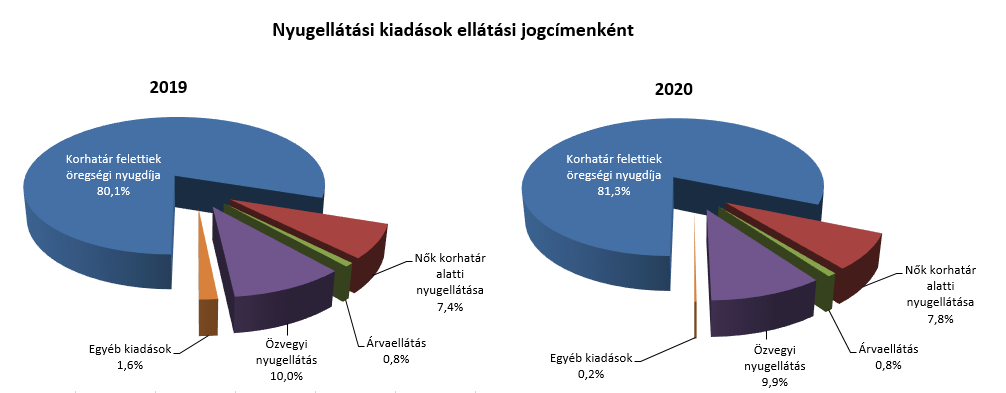 Nyugellátási kiadások ellátási jogcímenként
2019
Korhatár felettiek
öregségi nyugdíja
80,1%
Nők korhatár
alatti
nyugellátása
7,4%
Árvaellátás
0,8%
Özvegyi
nyugellátás
10,0%
Egyéb kiadások
1,6%
2020
Korhatár felettiek
öregségi nyugdíja
81,3%
Nők korhatár
alatti
nyugellátása
7,8%
Árvaellátás
0,8%
Özvegyi
nyugellátás
9,9%
Egyéb kiadások
0,2%